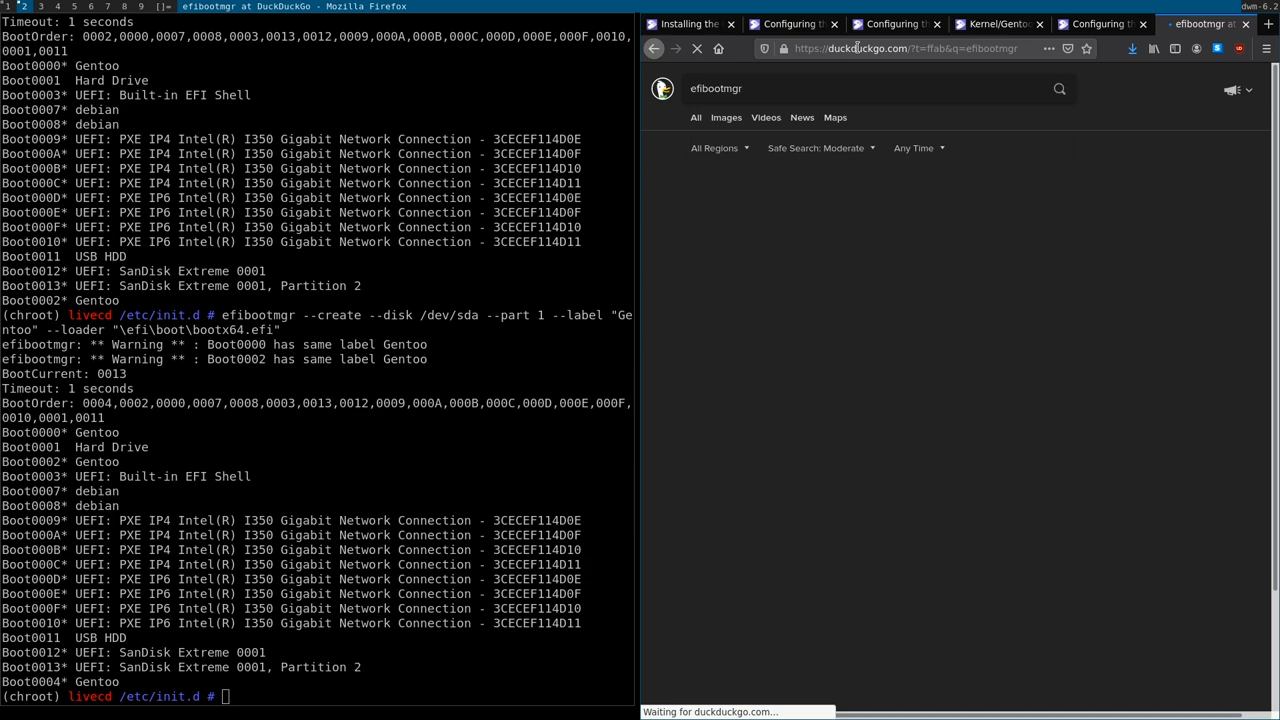 1 2 3 4 5 6 7 8 9 []= efibootmgr at DuckDuckGo - Mozilla Firefox dwm-6.2
Timeout: 1 seconds
BootOrder: 0002,0000,0007,0008,0003,0013,0012,0009,000A,000B,000C,000D,000E,000F,0010,
0001,0011
Boot0000* Gentoo
Boot0001  Hard Drive
Boot0003* UEFI: Built-in EFI Shell
Boot0007* debian
Boot0008* debian
Boot0009* UEFI: PXE IP4 Intel(R) I350 Gigabit Network Connection - 3CECEF114D0E
Boot000A* UEFI: PXE IP4 Intel(R) I350 Gigabit Network Connection - 3CECEF114D0F
Boot000B* UEFI: PXE IP4 Intel(R) I350 Gigabit Network Connection - 3CECEF114D10
Boot000C* UEFI: PXE IP4 Intel(R) I350 Gigabit Network Connection - 3CECEF114D11
Boot000D* UEFI: PXE IP6 Intel(R) I350 Gigabit Network Connection - 3CECEF114D0E
Boot000E* UEFI: PXE IP6 Intel(R) I350 Gigabit Network Connection - 3CECEF114D0F
Boot000F* UEFI: PXE IP6 Intel(R) I350 Gigabit Network Connection - 3CECEF114D10
Boot0010* UEFI: PXE IP6 Intel(R) I350 Gigabit Network Connection - 3CECEF114D11
Boot0011  USB HDD
Boot0012* UEFI: SanDisk Extreme 0001
Boot0013* UEFI: SanDisk Extreme 0001, Partition 2
Boot0002* Gentoo
(chroot) livecd /etc/init.d # efibootmgr --create --disk /dev/sda --part 1 --label "Ge
ntoo" --loader "\efi\boot\bootx64.efi"
efibootmgr: ** Warning ** : Boot0000 has same label Gentoo
efibootmgr: ** Warning ** : Boot0002 has same label Gentoo
BootCurrent: 0013
Timeout: 1 seconds
BootOrder: 0004,0002,0000,0007,0008,0003,0013,0012,0009,000A,000B,000C,000D,000E,000F,
0010,0001,0011
Boot0000* Gentoo
Boot0001  Hard Drive
Boot0002* Gentoo
Boot0003* UEFI: Built-in EFI Shell
Boot0007* debian
Boot0008* debian
Boot0009* UEFI: PXE IP4 Intel(R) I350 Gigabit Network Connection - 3CECEF114D0E
Boot000A* UEFI: PXE IP4 Intel(R) I350 Gigabit Network Connection - 3CECEF114D0F
Boot000B* UEFI: PXE IP4 Intel(R) I350 Gigabit Network Connection - 3CECEF114D10
Boot000C* UEFI: PXE IP4 Intel(R) I350 Gigabit Network Connection - 3CECEF114D11
Boot000D* UEFI: PXE IP6 Intel(R) I350 Gigabit Network Connection - 3CECEF114D0E
Boot000E* UEFI: PXE IP6 Intel(R) I350 Gigabit Network Connection - 3CECEF114D0F
Boot000F* UEFI: PXE IP6 Intel(R) I350 Gigabit Network Connection - 3CECEF114D10
Boot0010* UEFI: PXE IP6 Intel(R) I350 Gigabit Network Connection - 3CECEF114D11
Boot0011  USB HDD
Boot0012* UEFI: SanDisk Extreme 0001
Boot0013* UEFI: SanDisk Extreme 0001, Partition 2
Boot0004* Gentoo
(chroot) livecd /etc/init.d #
Installing the Configuring th Configuring th Kernel/Gento Configuring th efibootmgr at
https://duckduckgo.com/?t=ffab&q=efibootmgr
efibootmgr
All Images Videos News Maps
All Regions Safe Search: Moderate Any Time
Waiting for duckduckgo.com...